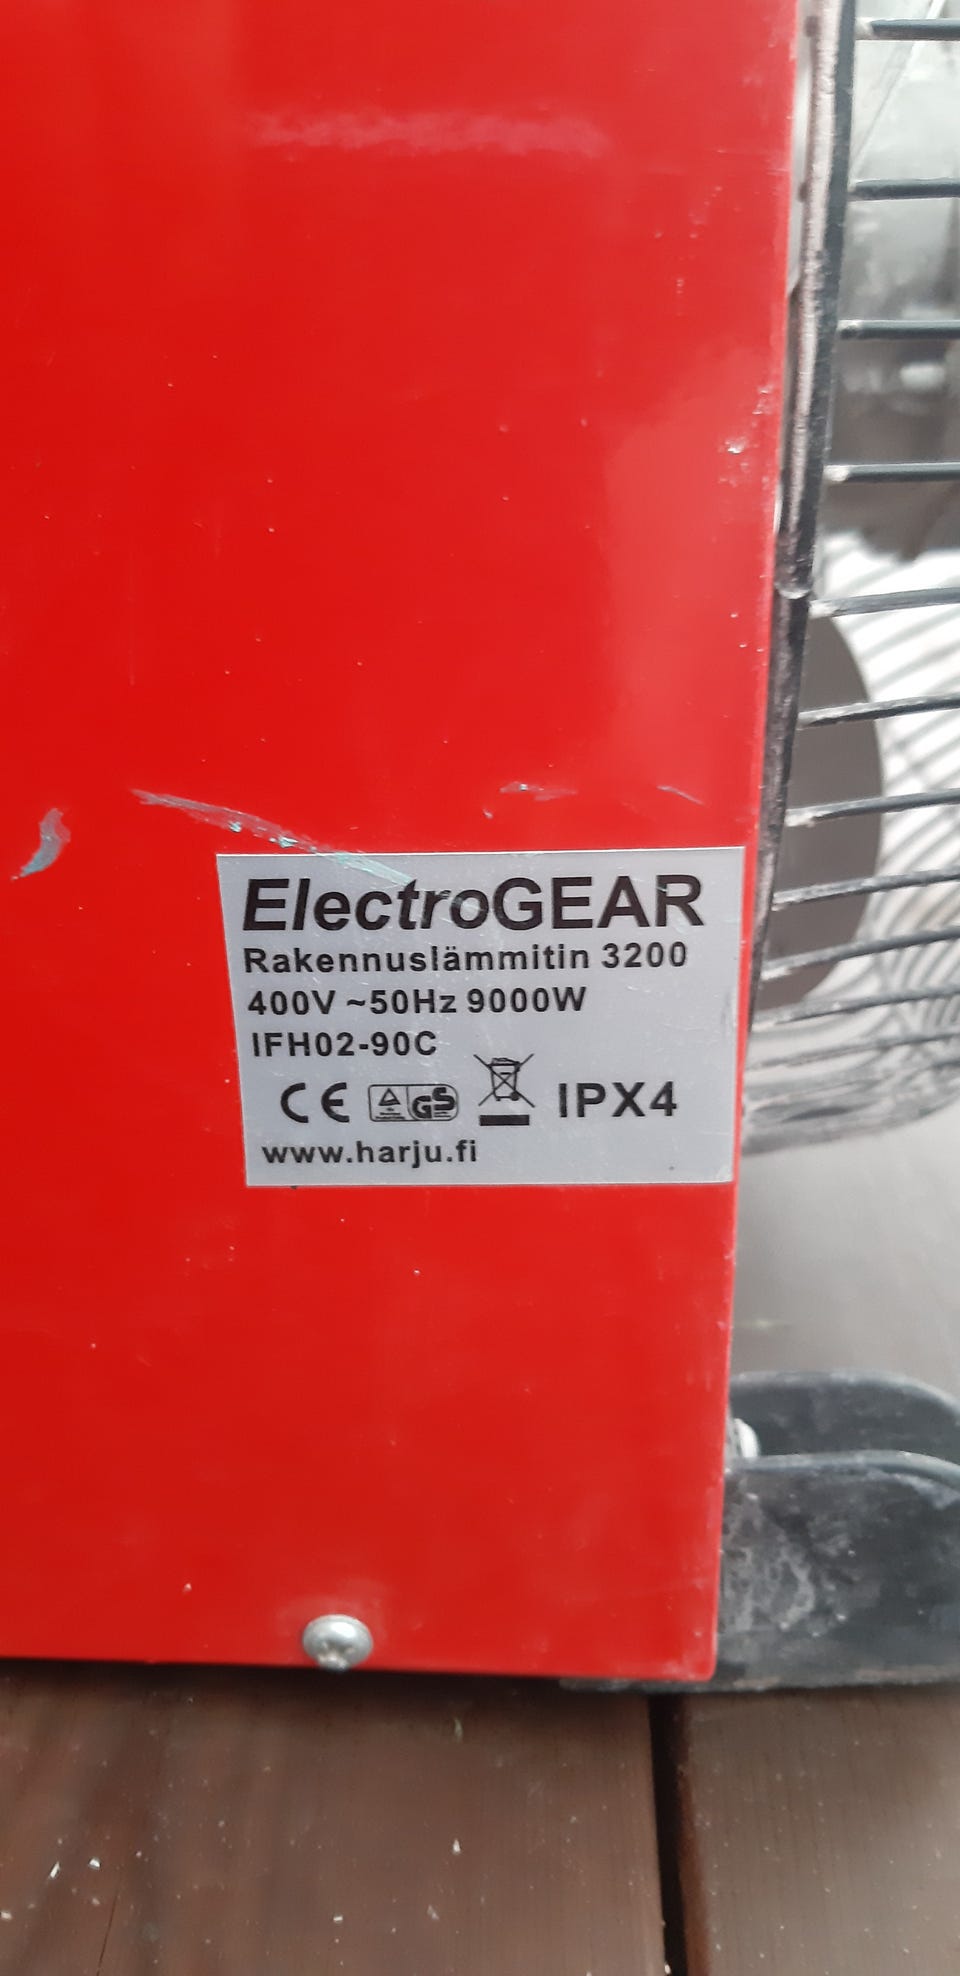 ElectroGEAR
Rakennuslämmitin 3200
400V ~50Hz 9000W
IFH02-90C
CE GS IPX4
www.harju.fi